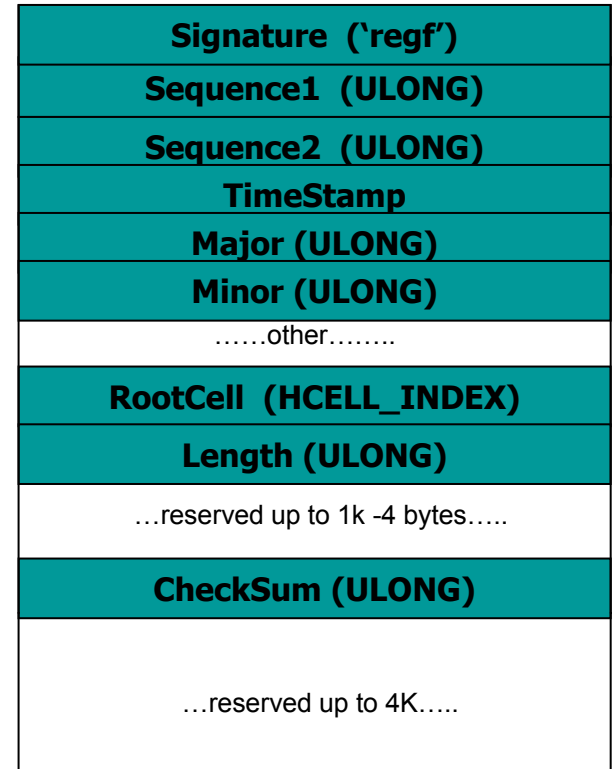 Signature (‘regf’)
Sequence1 (ULONG)
Sequence2 (ULONG)
TimeStamp
Major (ULONG)
Minor (ULONG)
……other……..
RootCell (HCELL_INDEX)
Length (ULONG)
…reserved up to 1k -4 bytes…..
CheckSum (ULONG)
…reserved up to 4K…..